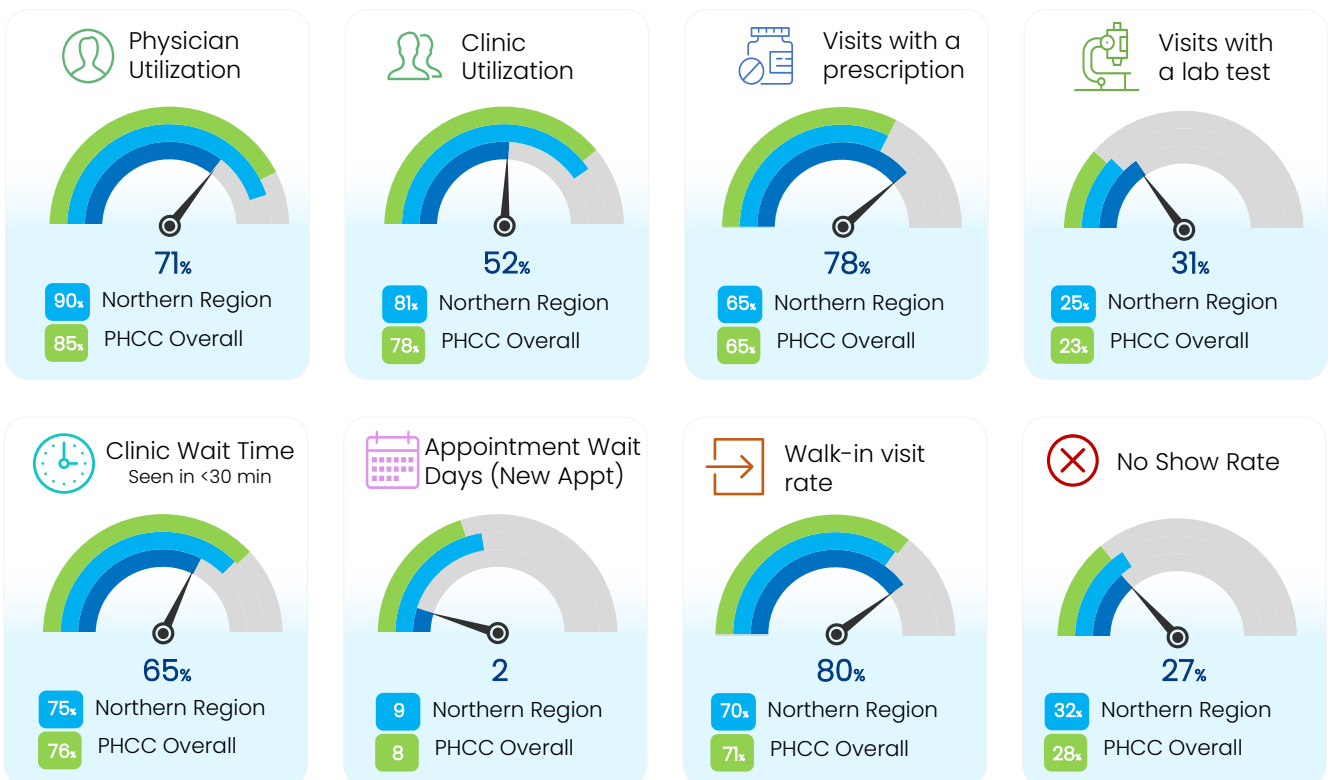 Physician
Utilization
71%
90% Northern Region
85% PHCC Overall
Clinic
Utilization
52%
81% Northern Region
78% PHCC Overall
Visits with a
prescription
78%
65% Northern Region
65% PHCC Overall
Visits with
a lab test
31%
25% Northern Region
23% PHCC Overall
Clinic Wait Time
Seen in <30 min
65%
75% Northern Region
76% PHCC Overall
Appointment Wait
Days (New Appt)
2
9 Northern Region
8 PHCC Overall
Walk-in visit
rate
80%
70% Northern Region
71% PHCC Overall
No Show Rate
27%
32% Northern Region
28% PHCC Overall